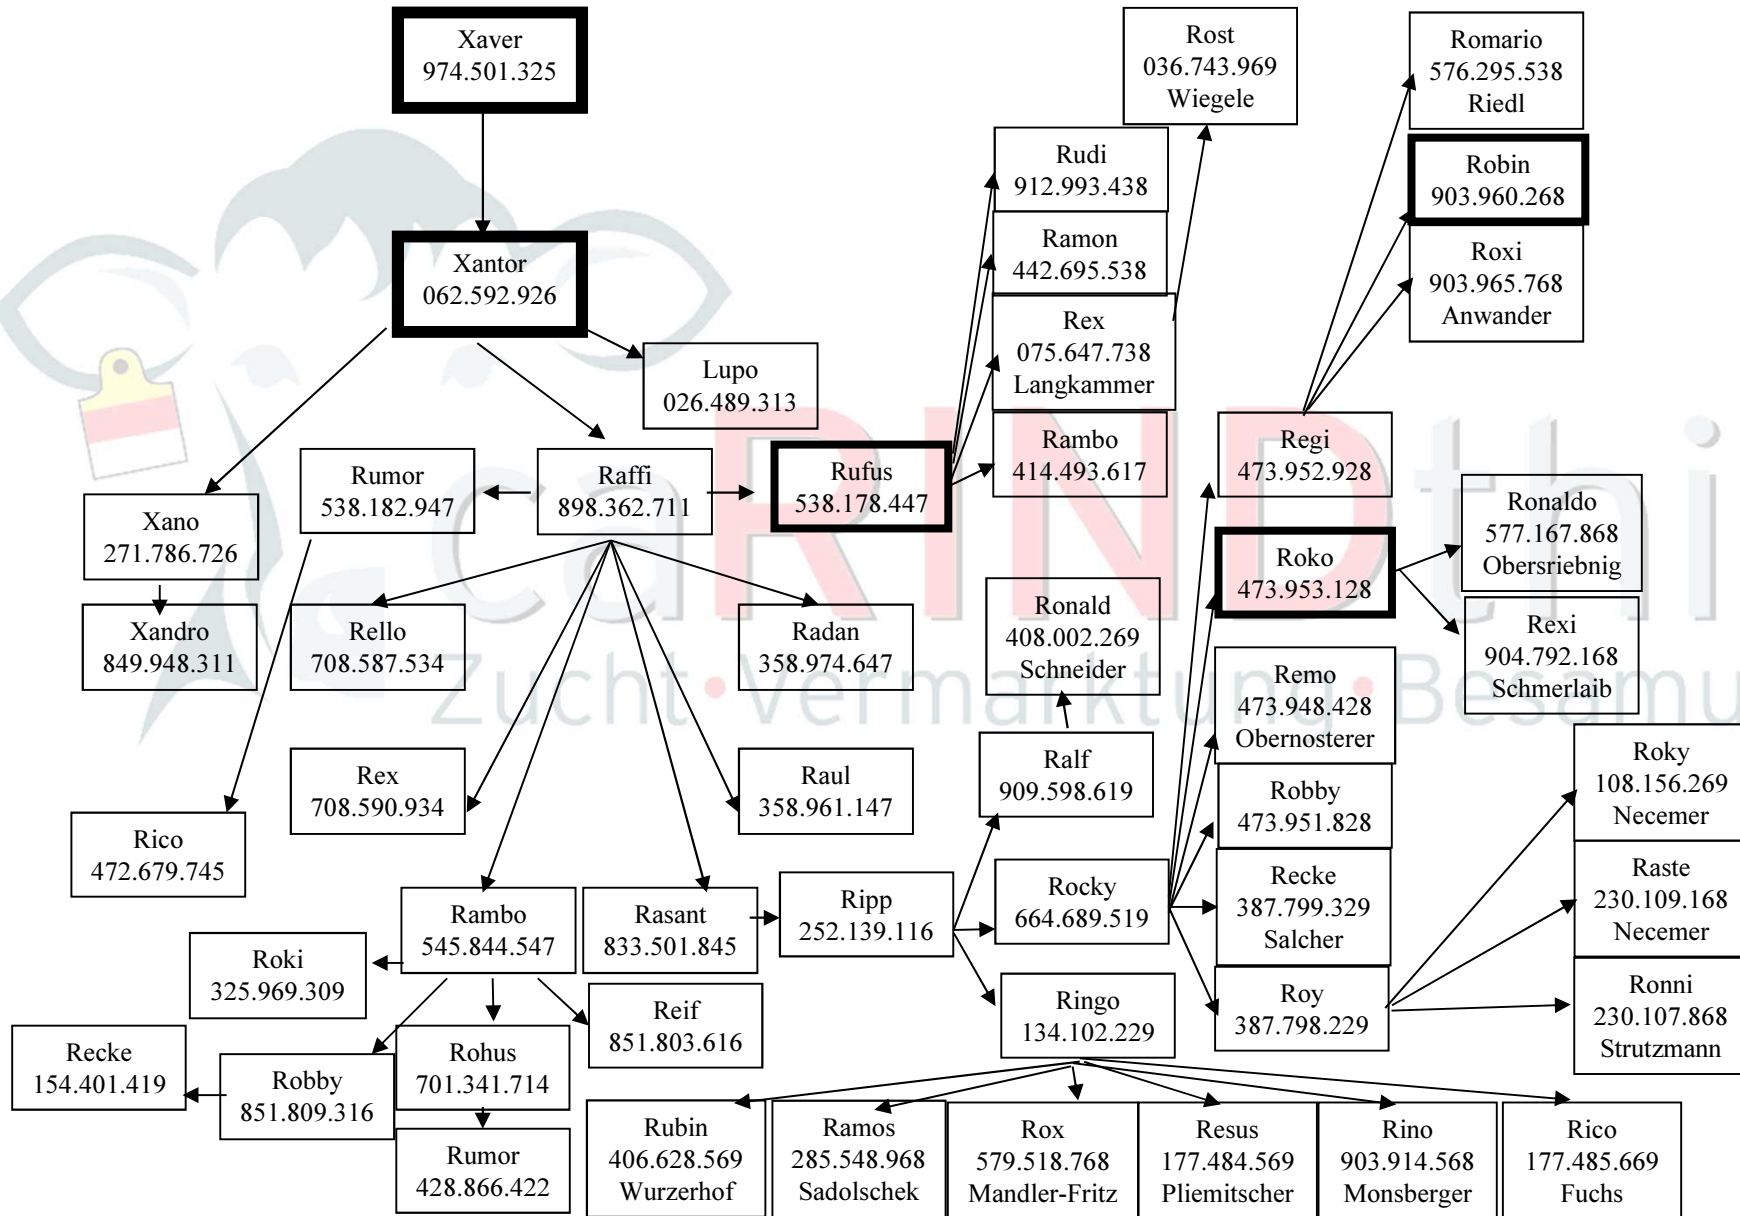 Xaver
974.501.325
Rost
036.743.969
Wiegele
Romario
576.295.538
Riedl
Rudi
912.993.438
Robin
903.960.268
Xantor
062.592.926
Ramon
442.695.538
Roxi
903.965.768
Anwander
Rex
075.647.738
Langkammer
Lupo
026.489.313
Rumor
538.182.947
Raffi
898.362.711
Rufus
538.178.447
Rambo
414.493.617
Regi
473.952.928
Xano
271.786.726
Ronaldo
577.167.868
Obersriebnig
Roko
473.953.128
Xandro
849.948.311
Rello
708.587.534
Radan
358.974.647
Ronald
408.002.269
Schneider
Rexi
904.792.168
Schmerlaib
Remo
473.948.428
Obernosterer
caRINDthi
Zucht•Vermarktung•Besamu
Rex
708.590.934
Raul
358.961.147
Ralf
909.598.619
Robby
473.951.828
Roky
108.156.269
Necemer
Rico
472.679.745
Rambo
545.844.547
Rasant
833.501.845
Ripp
252.139.116
Rocky
664.689.519
Recke
387.799.329
Salcher
Raste
230.109.168
Necemer
Roki
325.969.309
Reif
851.803.616
Ringo
134.102.229
Roy
387.798.229
Ronni
230.107.868
Strutzmann
Recke
154.401.419
Robby
851.809.316
Rohus
701.341.714
Rumor
428.866.422
Rubin
406.628.569
Wurzerhof
Ramos
285.548.968
Sadolschek
Rox
579.518.768
Mandler-Fritz
Resus
177.484.569
Pliemitscher
Rino
903.914.568
Monsberger
Rico
177.485.669
Fuchs